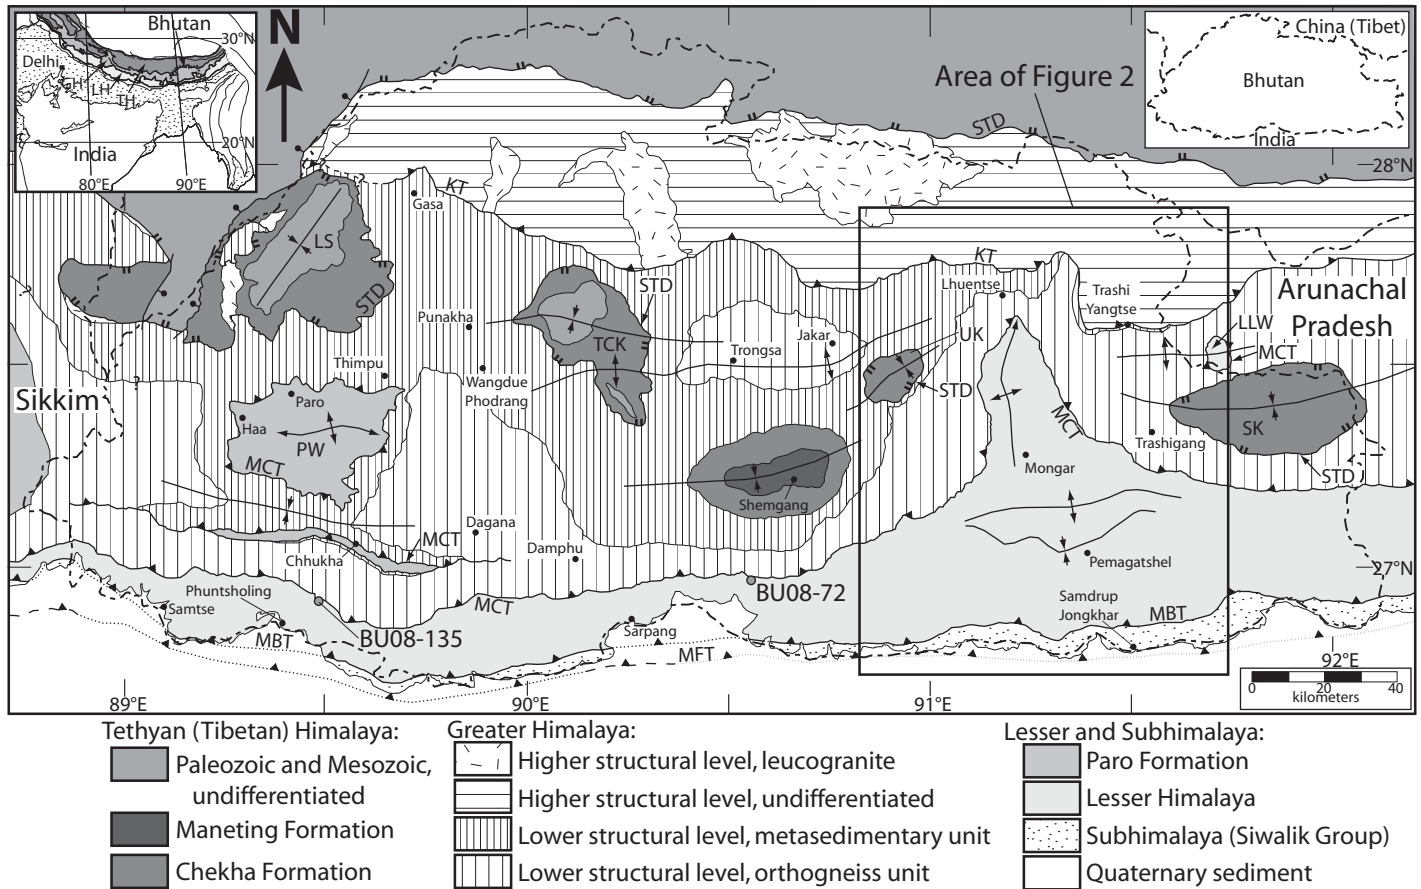 Bhutan
30°N
Delhi
GH
LH
TH
20°N
India
80°E
90°E
N
China (Tibet)
Bhutan
India
Area of Figure 2
STD
28°N
KT
Gasa
LS
STD
STD
KT
Lhuentse
Trashi
Yangtse
Arunachal
Pradesh
Punakha
TCK
Jakar
Trongsa
UK
LLW
MCT
Thimpu
Wangdue
Phodrang
STD
Sikkim
?
?
Paro
Haa
PW
MCT
MCT
Trashigang
SK
STD
Mongar
Shemgang
Dagana
MCT
Damphu
Chhukha
Pemagatshel
27°N
Phuntsholing
Samtse
MCT
BU08-72
Samdrup
Jongkhar
MBT
MBT
BU08-135
Sarpang
MFT
92°E
0 20 40
kilometers
89°E
90°E
91°E
Tethyan (Tibetan) Himalaya:
Paleozoic and Mesozoic,
undifferentiated
Maneting Formation
Chekha Formation
Greater Himalaya:
Higher structural level, leucogranite
Higher structural level, undifferentiated
Lower structural level, metasedimentary unit
Lower structural level, orthogneiss unit
Lesser and Subhimalaya:
Paro Formation
Lesser Himalaya
Subhimalaya (Siwalik Group)
Quaternary sediment